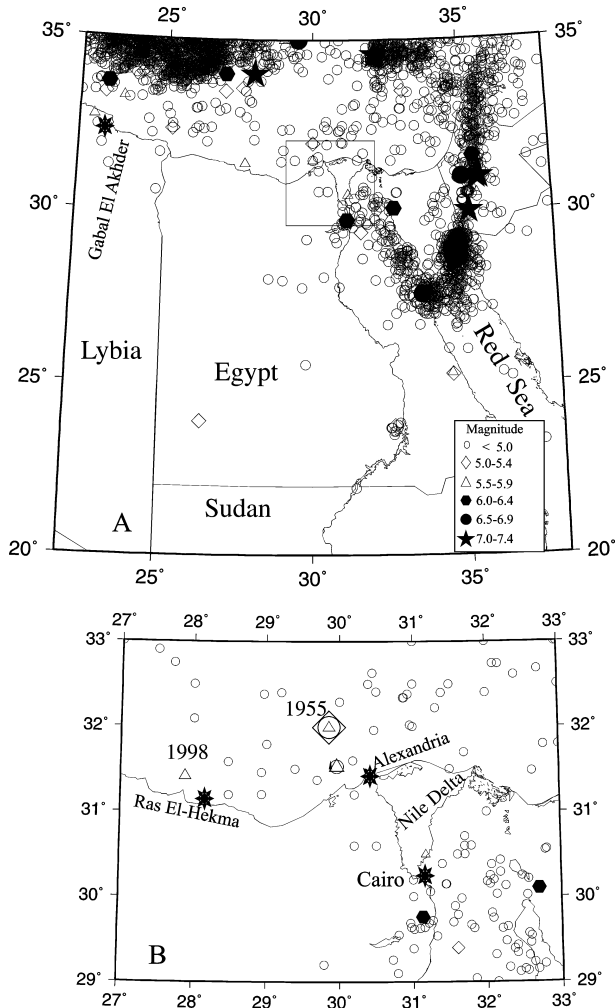 30˚ 35˚
35˚ 35˚
Gabal El Akhder
30˚ 30˚
Lybia
Egypt
Red Sea
25˚ 25˚
Magnitude
< 5.0
5.0-5.4
5.5-5.9
6.0-6.4
6.5-6.9
7.0-7.4
Sudan
A
20˚ 20˚
25˚ 30˚ 35˚
27˚ 28˚ 29˚ 30˚ 31˚ 32˚ 33˚
33˚ 33˚
1955
32˚ 32˚
1998
Alexandria
Ras El-Hekma
Nile Delta
31˚ 31˚
Cairo
30˚ 30˚
B
29˚ 29˚
27˚ 28˚ 29˚ 30˚ 31˚ 32˚ 33˚